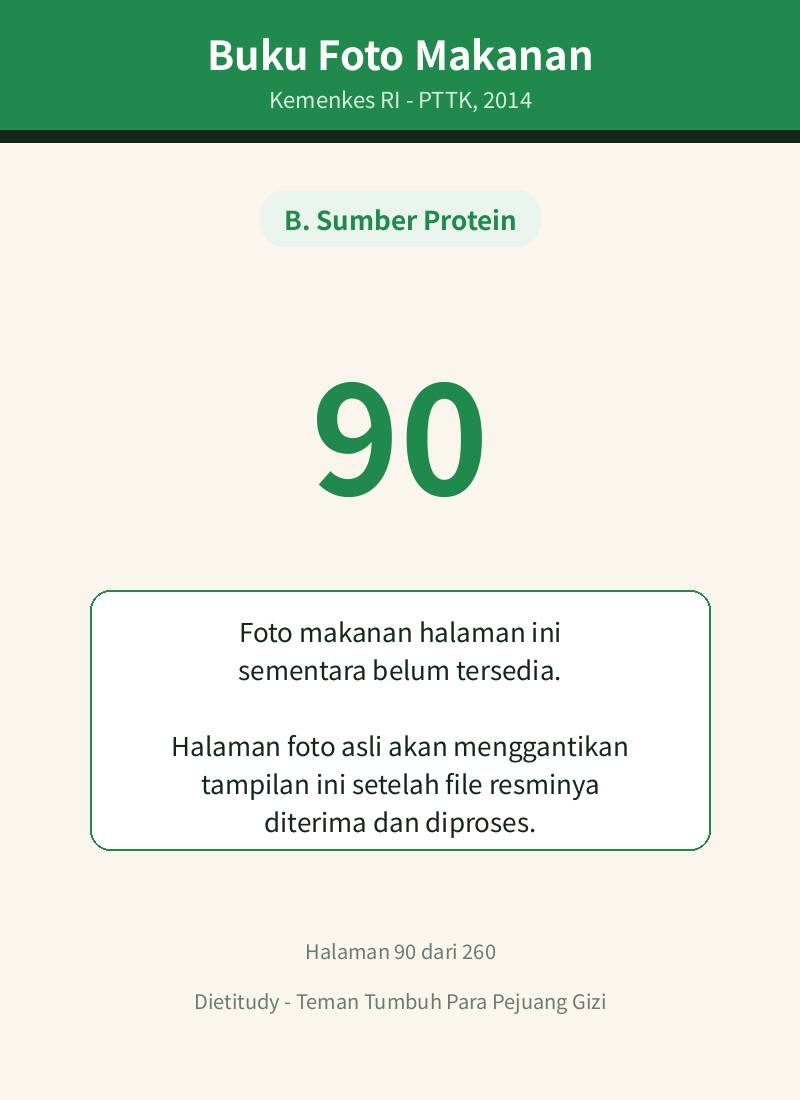 Buku Foto Makanan
Kemenkes RI - PTTK, 2014
B. Sumber Protein
90
Foto makanan halaman ini
sementara belum tersedia.
Halaman foto asli akan menggantikan
tampilan ini setelah file resminya
diterima dan diproses.
Halaman 90 dari 260
Dietitudy - Teman Tumbuh Para Pejuang Gizi